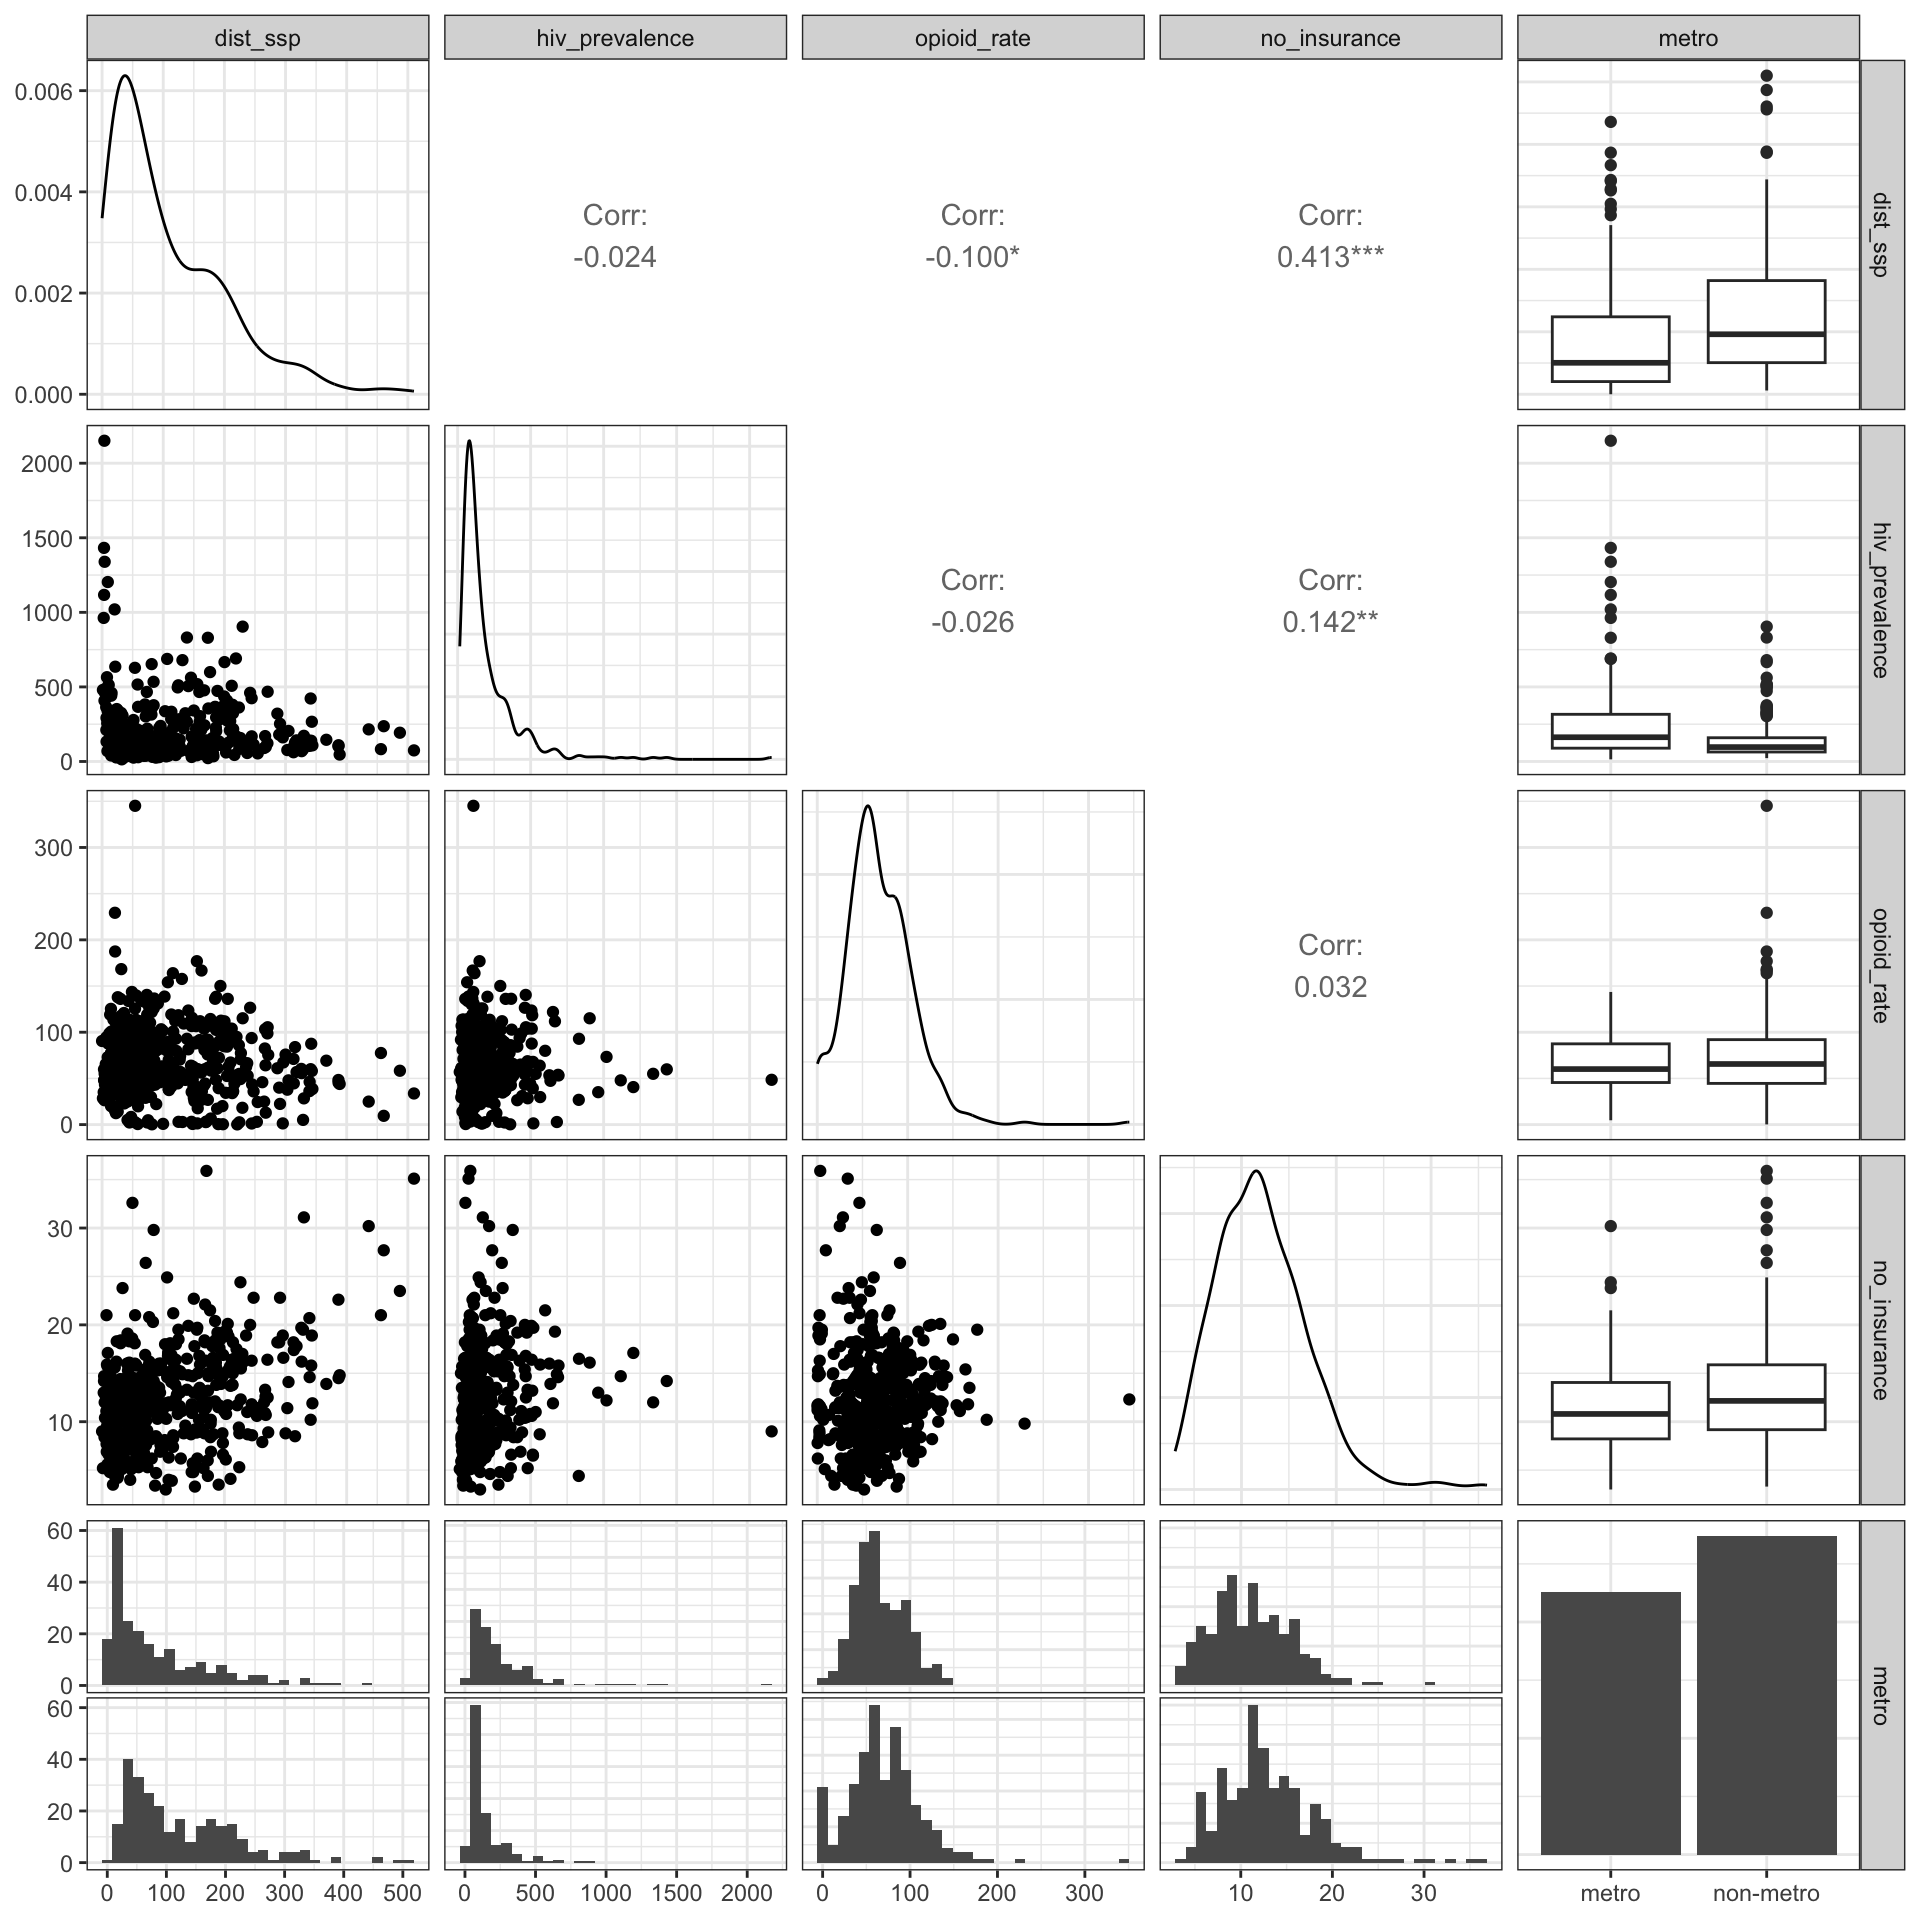 dist_ssp hiv_prevalence opioid_rate no_insurance metro
0.006
0.004
0.002
0.000
Corr:
-0.024
Corr:
-0.100*
Corr:
0.413***
dist_ssp
2000
1500
1000
500
0
Corr:
-0.026
Corr:
0.142**
hiv_prevalence
300
200
100
0
Corr:
0.032
opioid_rate
30
20
10
no_insurance
60
40
20
0
60
40
20
0
metro
0 100 200 300 400 500
0 500 1000 1500 2000
0 100 200 300
10 20 30
metro non-metro